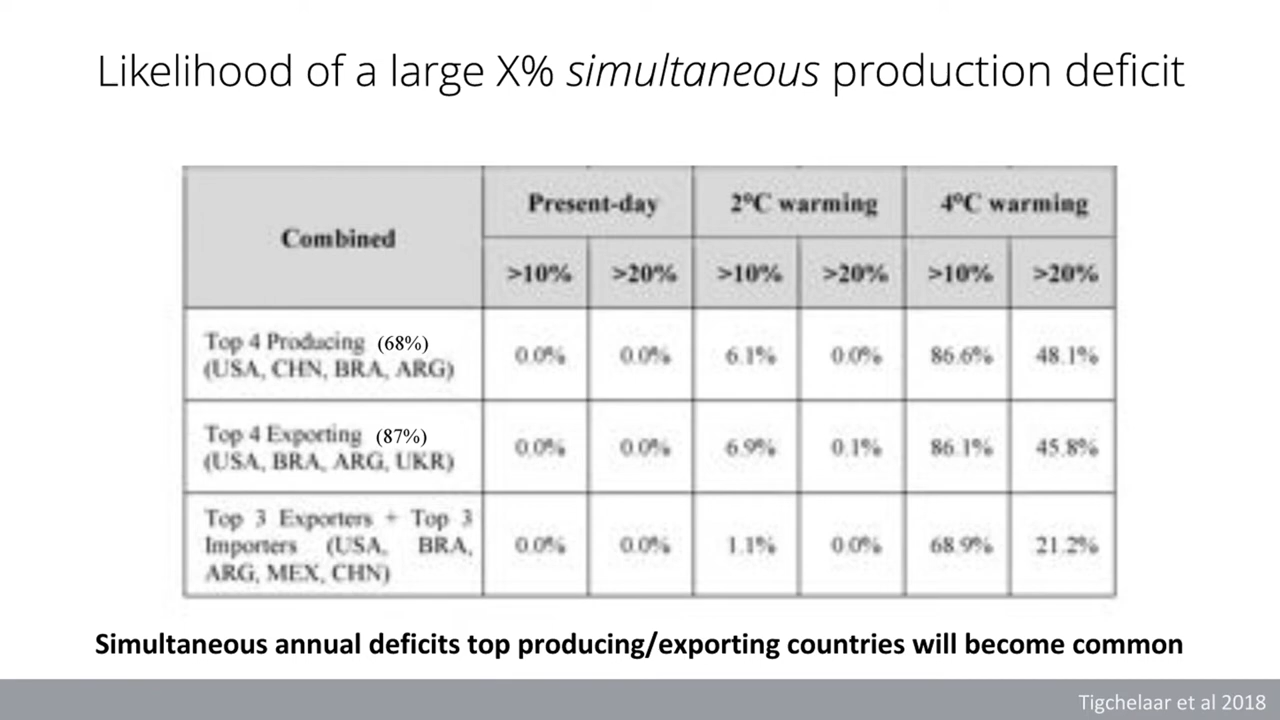 Likelihood of a large X% simultaneous production deficit
Combined
Present-day 2°C warming 4°C warming
>10% >20% >10% >20% >10% >20%
Top 4 Producing (68%)
(USA, CHN, BRA, ARG)
0.0% 0.0% 6.1% 0.0% 86.6% 48.1%
Top 4 Exporting (87%)
(USA, BRA, ARG, UKR)
0.0% 0.0% 6.9% 0.1% 86.1% 45.8%
Top 3 Exporters + Top 3
Importers (USA, BRA,
ARG, MEX, CHN)
0.0% 0.0% 1.1% 0.0% 68.9% 21.2%
Simultaneous annual deficits top producing/exporting countries will become common
Tigchelaar et al 2018